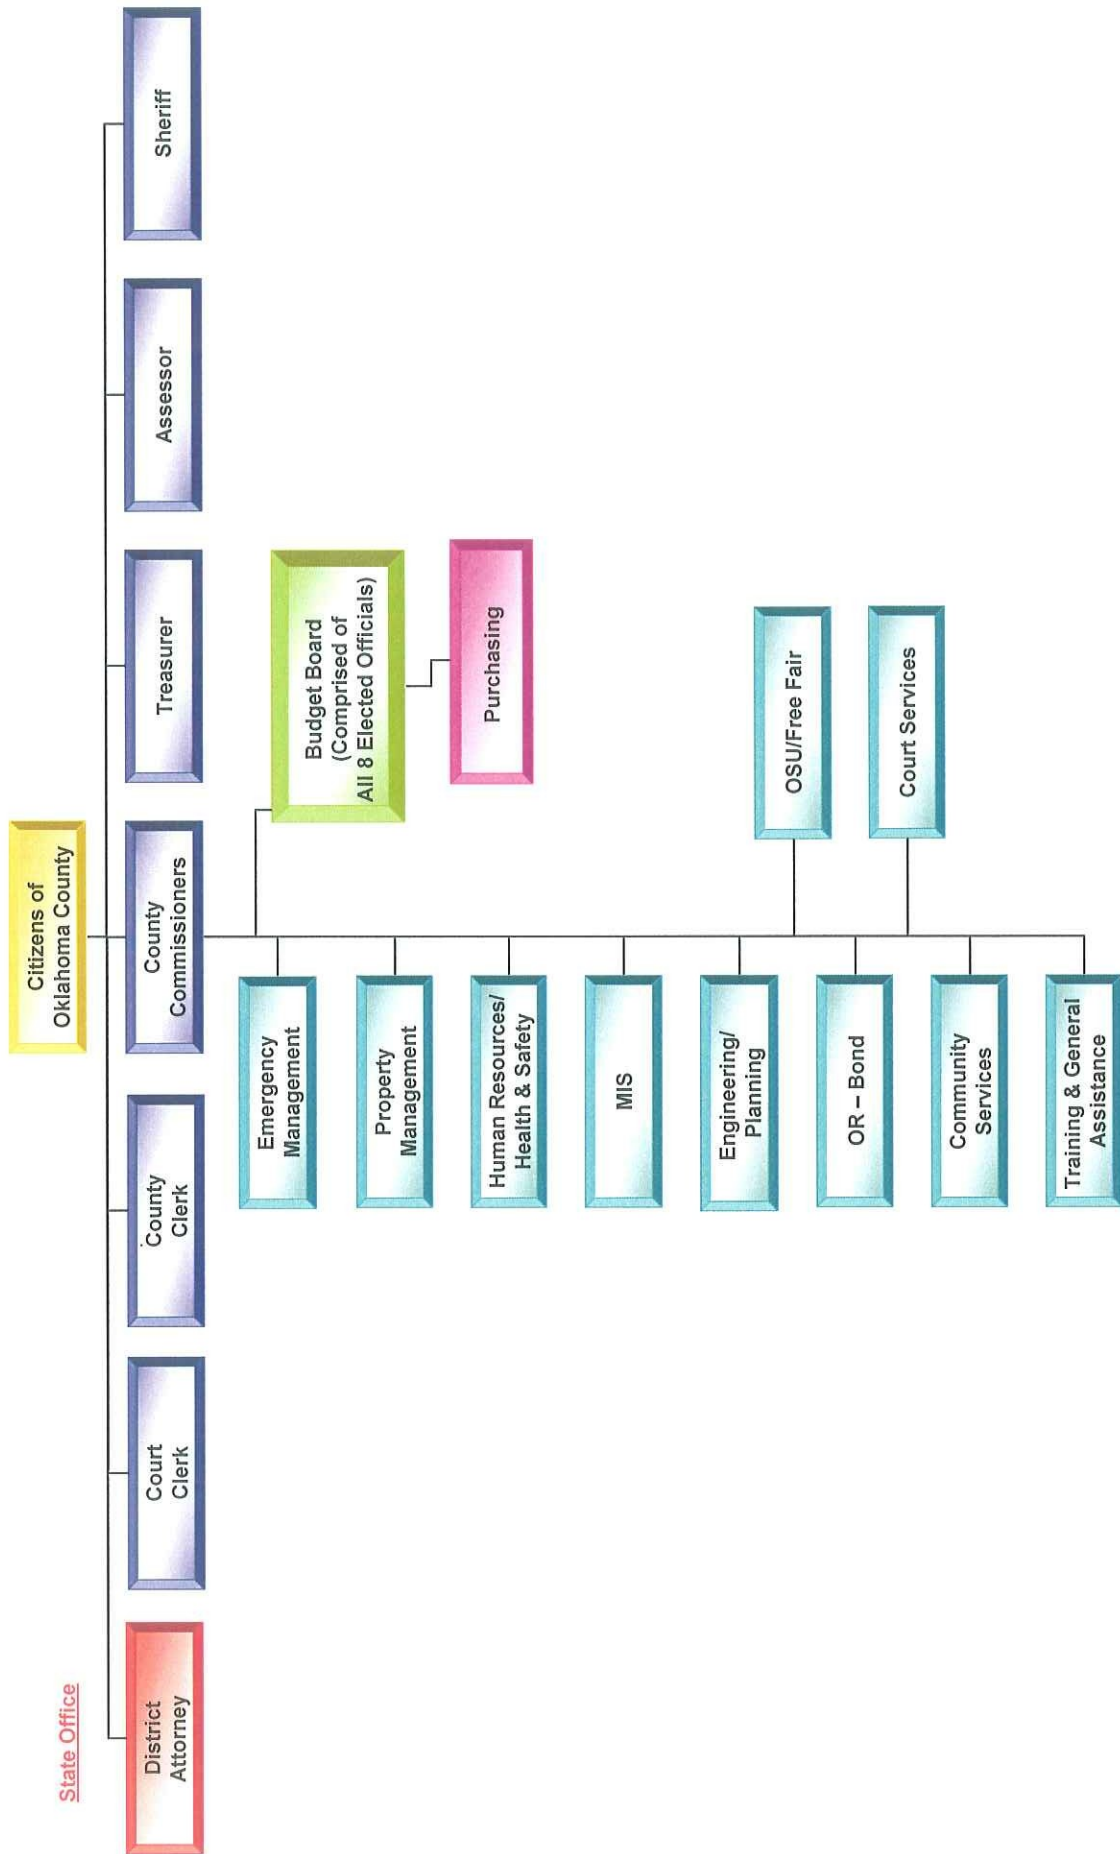 Citizens of
Oklahoma County
State Office
District
Attorney
Court
Clerk
County
Clerk
County
Commissioners
Treasurer
Assessor
Sheriff
Emergency
Management
Budget Board
(Comprised of
All 8 Elected Officials)
Property
Management
Purchasing
Human Resources/
Health & Safety
MIS
Engineering/
Planning
OSU/Free Fair
OR – Bond
Court Services
Community
Services
Training & General
Assistance